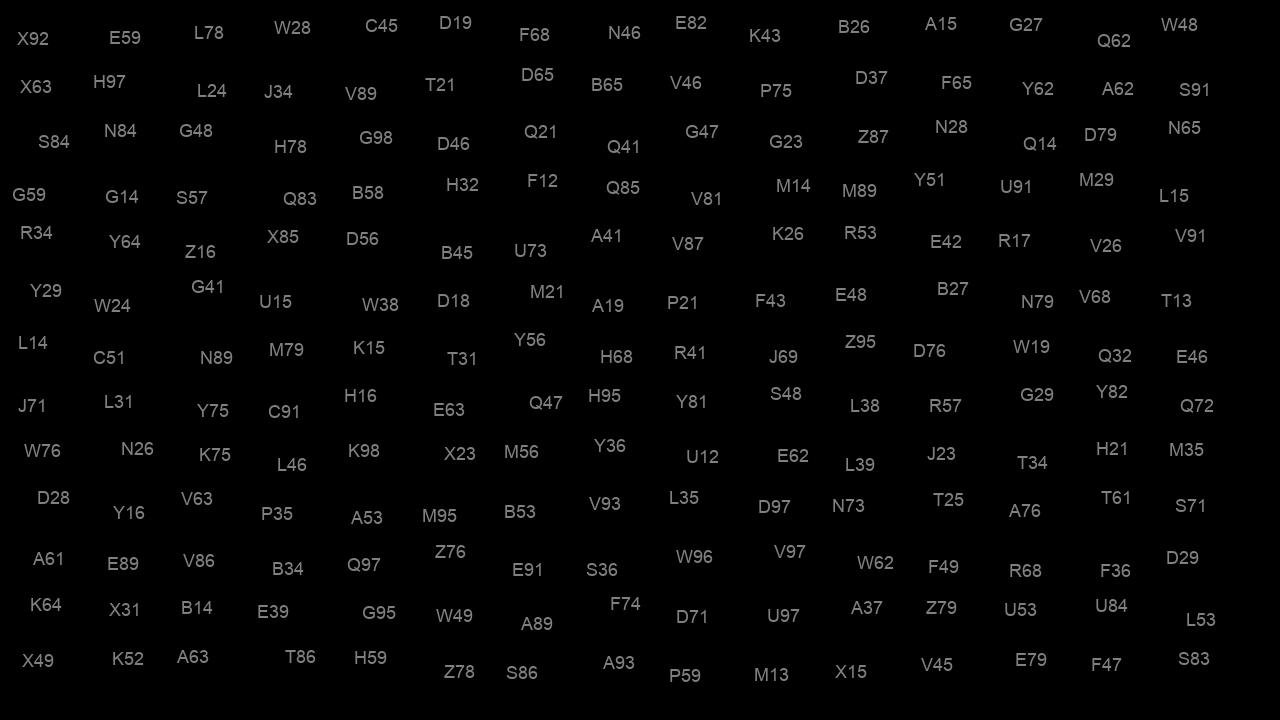 X92 E59 L78 W28 C45 D19 F68 N46 E82 K43 B26 A15 G27 Q62 W48
X63 H97 L24 J34 V89 T21 D65 B65 V46 P75 D37 F65 Y62 A62 S91
S84 N84 G48 H78 G98 D46 Q21 Q41 G47 G23 Z87 N28 Q14 D79 N65
G59 G14 S57 Q83 B58 H32 F12 Q85 V81 M14 M89 Y51 U91 M29 L15
R34 Y64 Z16 X85 D56 B45 U73 A41 V87 K26 R53 E42 R17 V26 V91
Y29 W24 G41 U15 W38 D18 M21 A19 P21 F43 E48 B27 N79 V68 T13
L14 C51 N89 M79 K15 T31 Y56 H68 R41 J69 Z95 D76 W19 Q32 E46
J71 L31 Y75 C91 H16 E63 Q47 H95 Y81 S48 L38 R57 G29 Y82 Q72
W76 N26 K75 L46 K98 X23 M56 Y36 U12 E62 L39 J23 T34 H21 M35
D28 Y16 V63 P35 A53 M95 B53 V93 L35 D97 N73 T25 A76 T61 S71
A61 E89 V86 B34 Q97 Z76 E91 S36 W96 V97 W62 F49 R68 F36 D29
K64 X31 B14 E39 G95 W49 A89 F74 D71 U97 A37 Z79 U53 U84 L53
X49 K52 A63 T86 H59 Z78 S86 A93 P59 M13 X15 V45 E79 F47 S83